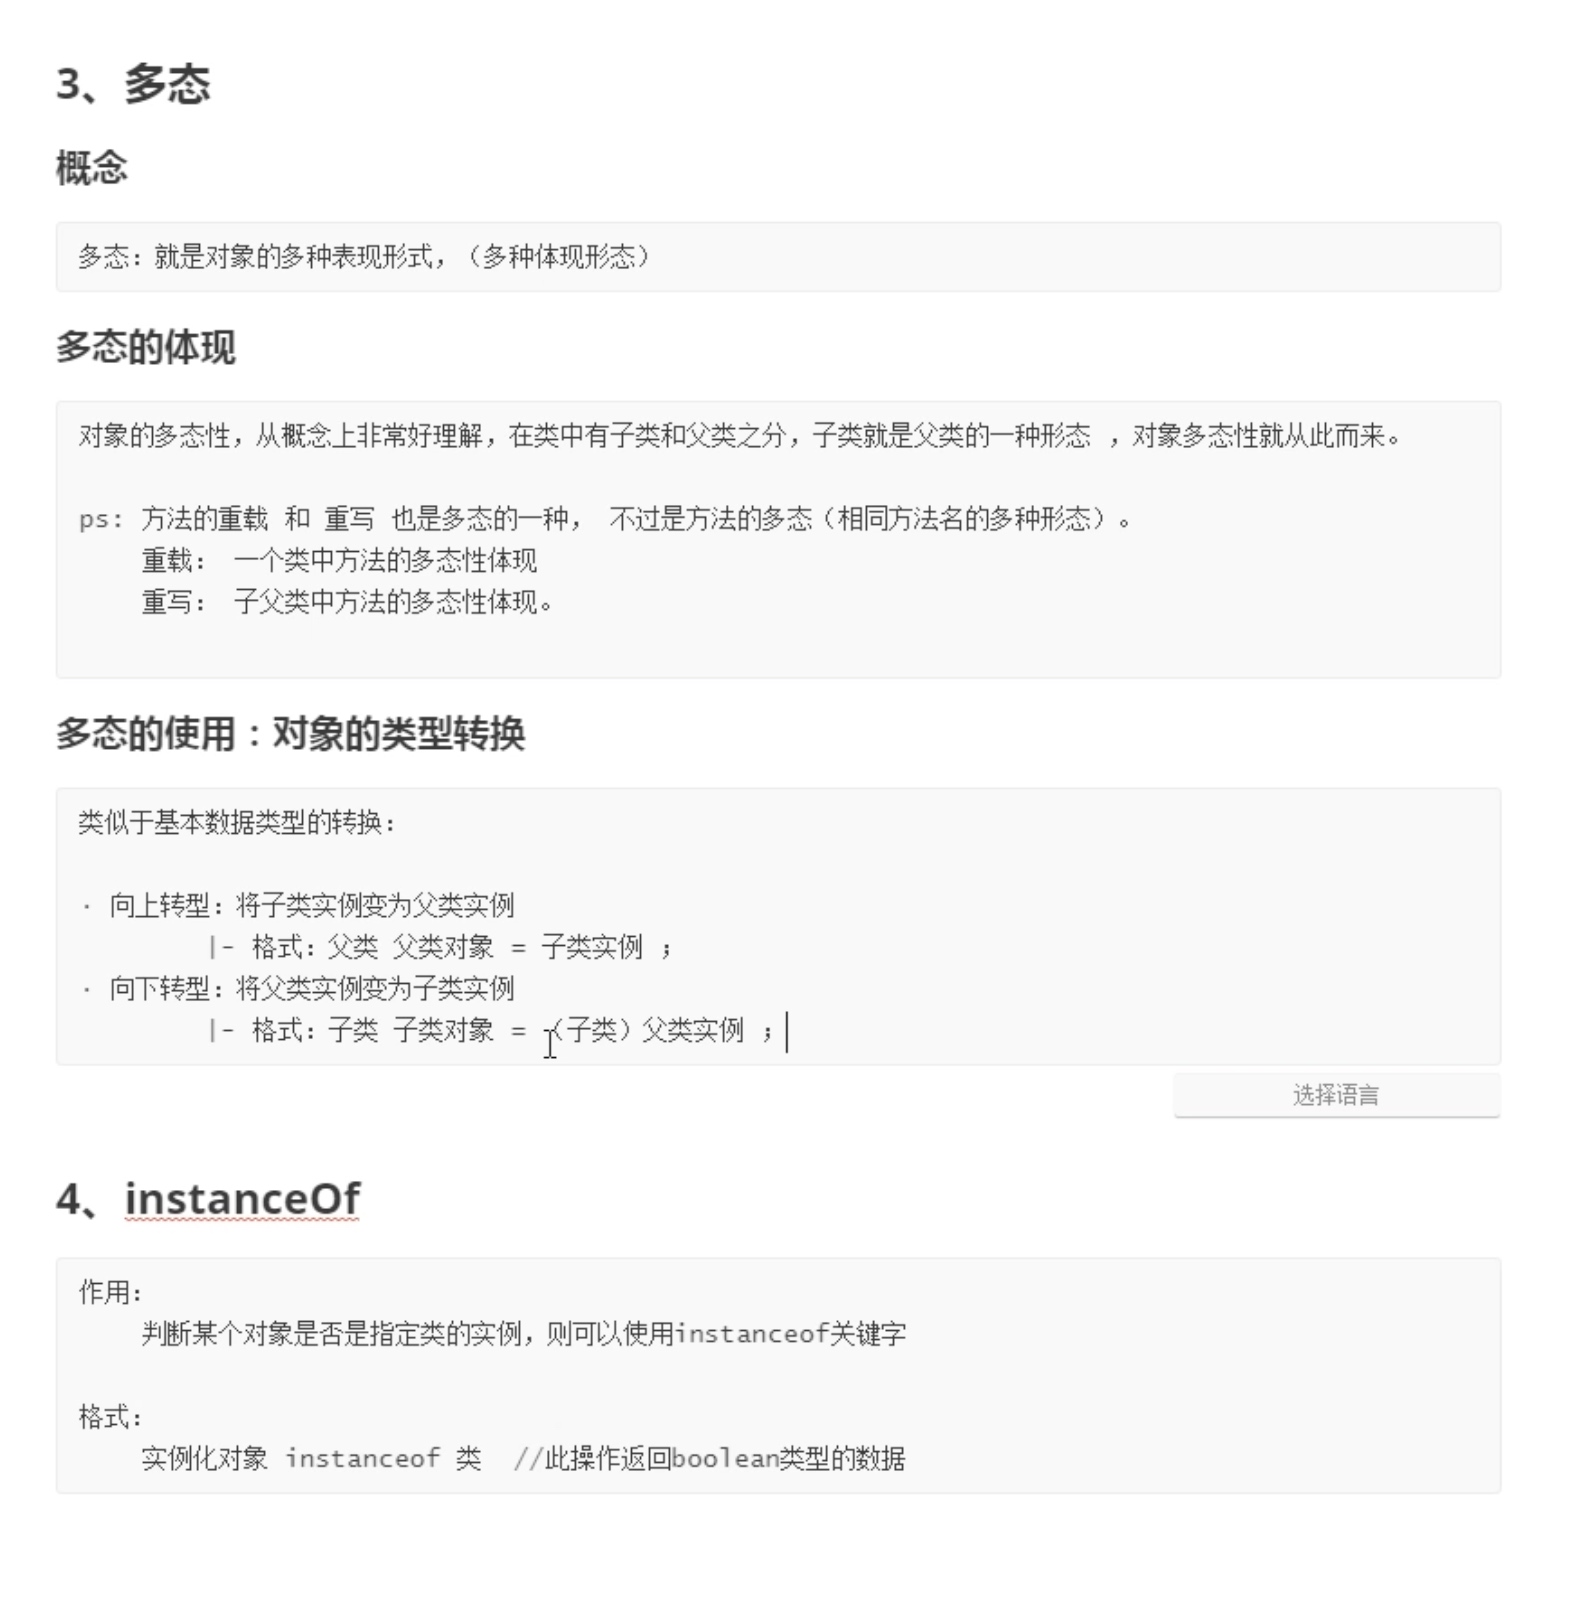 3、多态
概念
多态：就是对象的多种表现形式，（多种体现形态）
多态的体现
对象的多态性，从概念上非常好理解，在类中有子类和父类之分，子类就是父类的一种形态 ，对象多态性就从此而来。
ps: 方法的重载 和 重写 也是多态的一种， 不过是方法的多态（相同方法名的多种形态）。
重载： 一个类中方法的多态性体现
重写： 子父类中方法的多态性体现。
多态的使用：对象的类型转换
类似于基本数据类型的转换：
· 向上转型：将子类实例变为父类实例
|- 格式：父类 父类对象 = 子类实例 ；
· 向下转型：将父类实例变为子类实例
|- 格式：子类 子类对象 = （子类）父类实例 ；
选择语言
4、instanceOf
作用：
判断某个对象是否是指定类的实例，则可以使用instanceof关键字
格式：
实例化对象 instanceof 类  //此操作返回boolean类型的数据